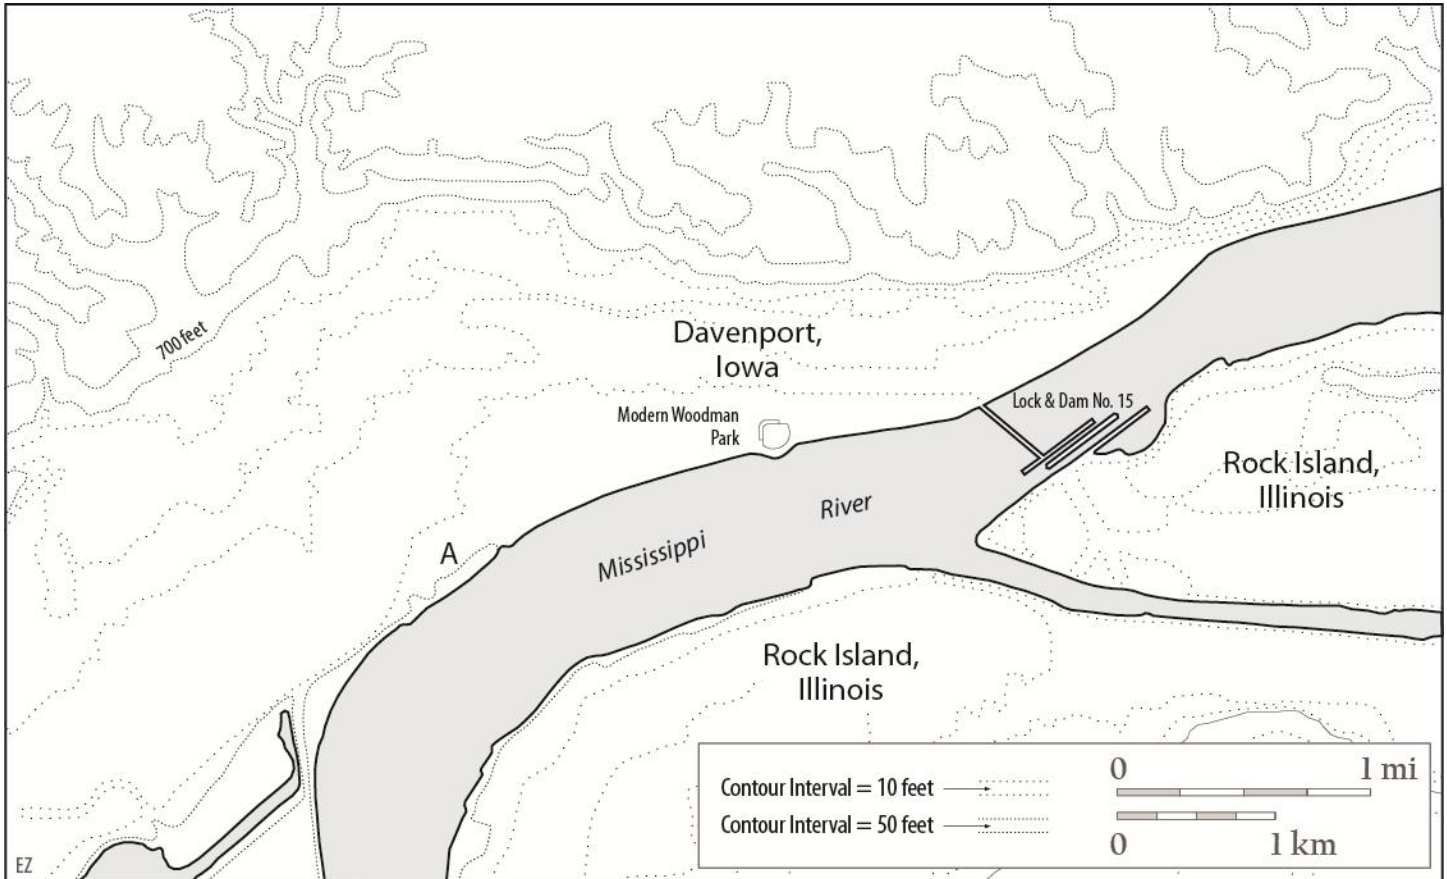 700 feet
Davenport,
Iowa
Modern Woodman
Park
Lock & Dam No. 15
Rock Island,
Illinois
River
Mississippi
A
Rock Island,
Illinois
Contour Interval = 10 feet
Contour Interval = 50 feet
0 1 mi
0 1 km
EZ